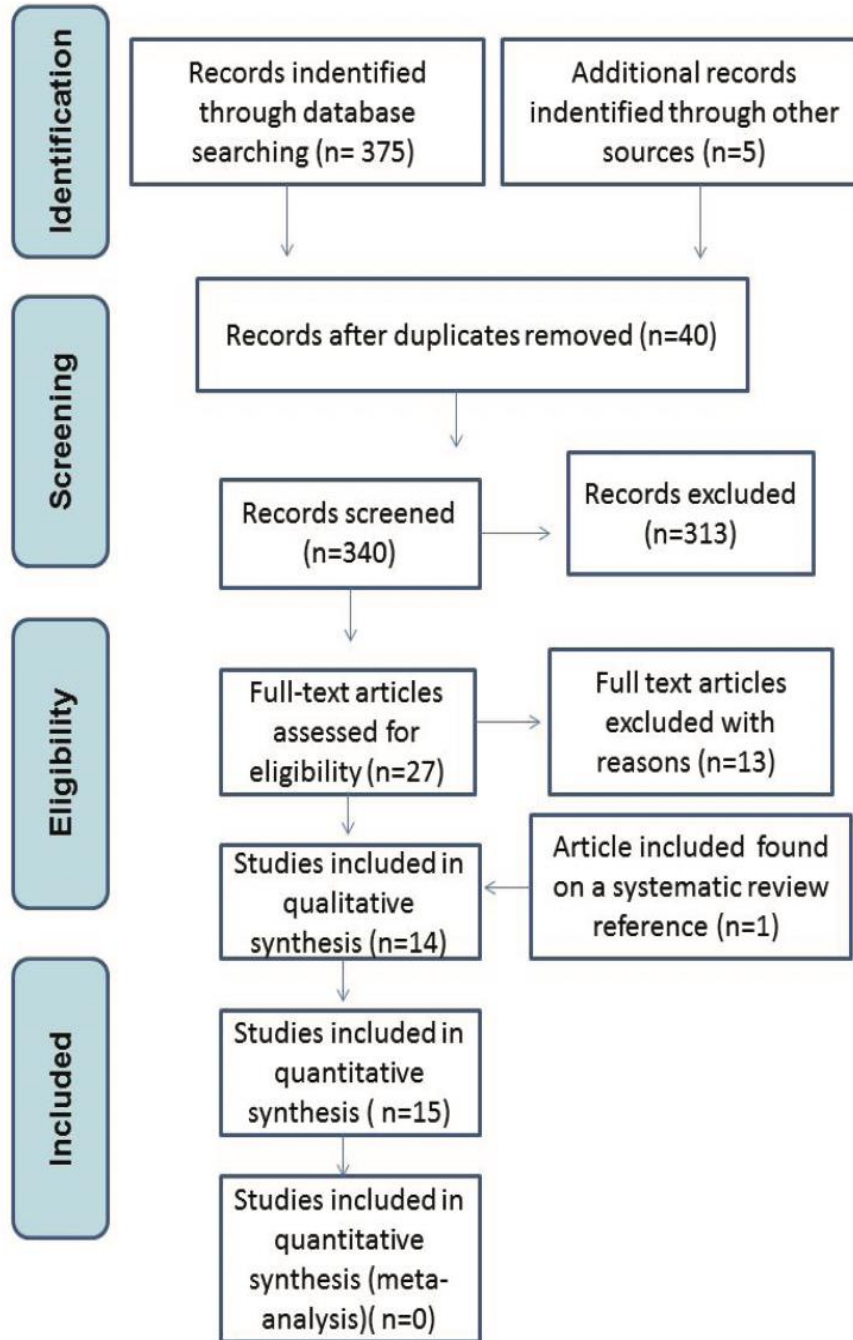 Identification
Records indentified
through database
searching (n= 375)
Additional records
indentified through other
sources (n=5)
Screening
Records after duplicates removed (n=40)
Records screened
(n=340)
Records excluded
(n=313)
Eligibility
Full-text articles
assessed for
eligibility (n=27)
Full text articles
excluded with
reasons (n=13)
Studies included in
qualitative
synthesis (n=14)
Article included found
on a systematic review
reference (n=1)
Included
Studies included in
quantitative
synthesis ( n=15)
Studies included in
quantitative
synthesis (meta-
analysis)( n=0)